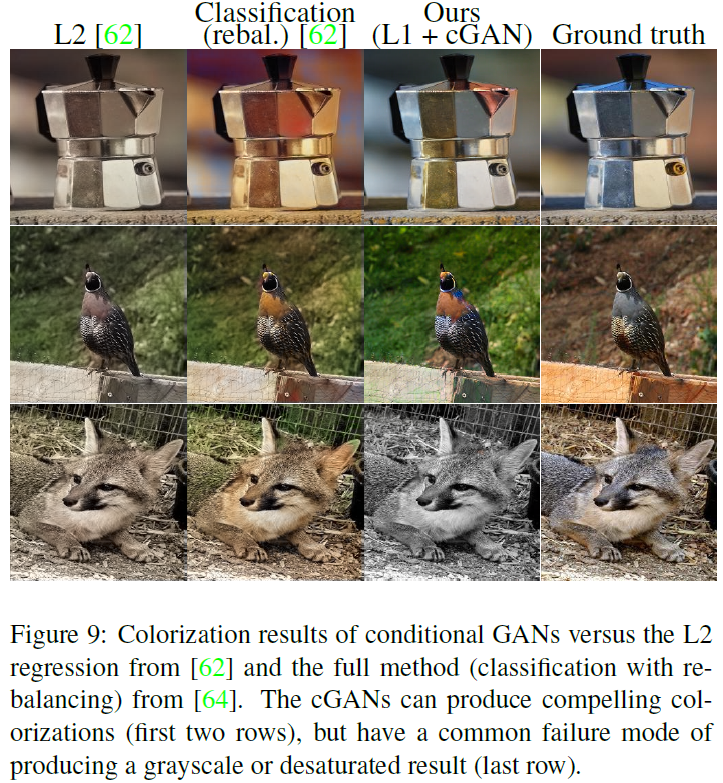 L2 [62]
Classification
(rebal.) [62]
Ours
(L1 + cGAN)
Ground truth
Figure 9: Colorization results of conditional GANs versus the L2
regression from [62] and the full method (classification with re-
balancing) from [64]. The cGANs can produce compelling col-
orizations (first two rows), but have a common failure mode of
producing a grayscale or desaturated result (last row).